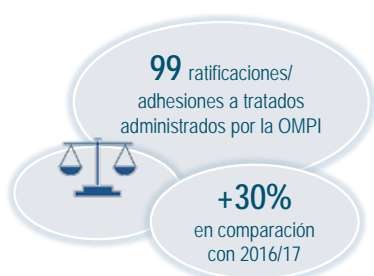 99 ratificaciones/
adhesiones a tratados
administrados por la OMPI
+30%
en comparación
con 2016/17